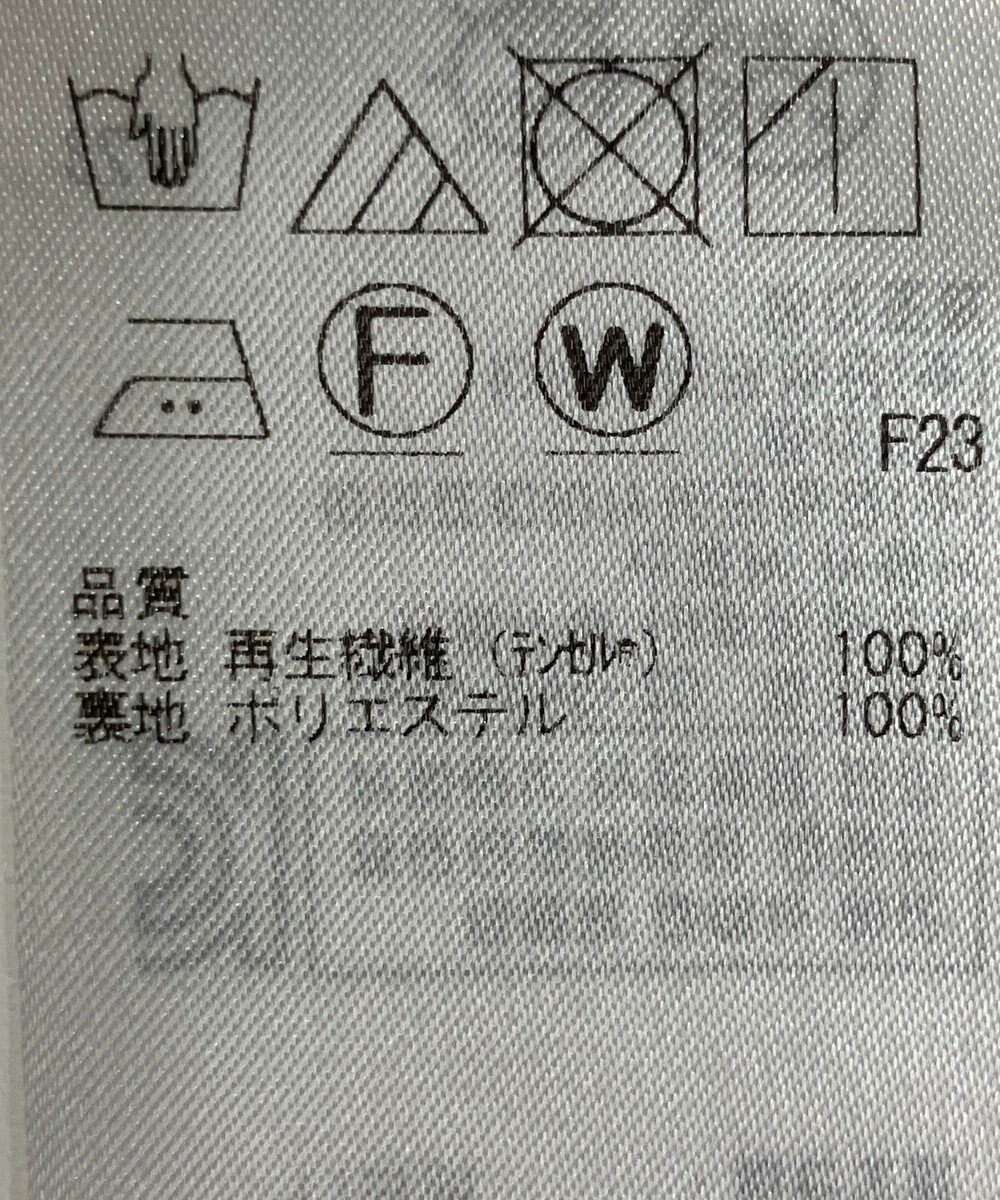 F W
F23
品質
表地 再生繊維 (テンセル®) 100%
裏地 ポリエステル 100%